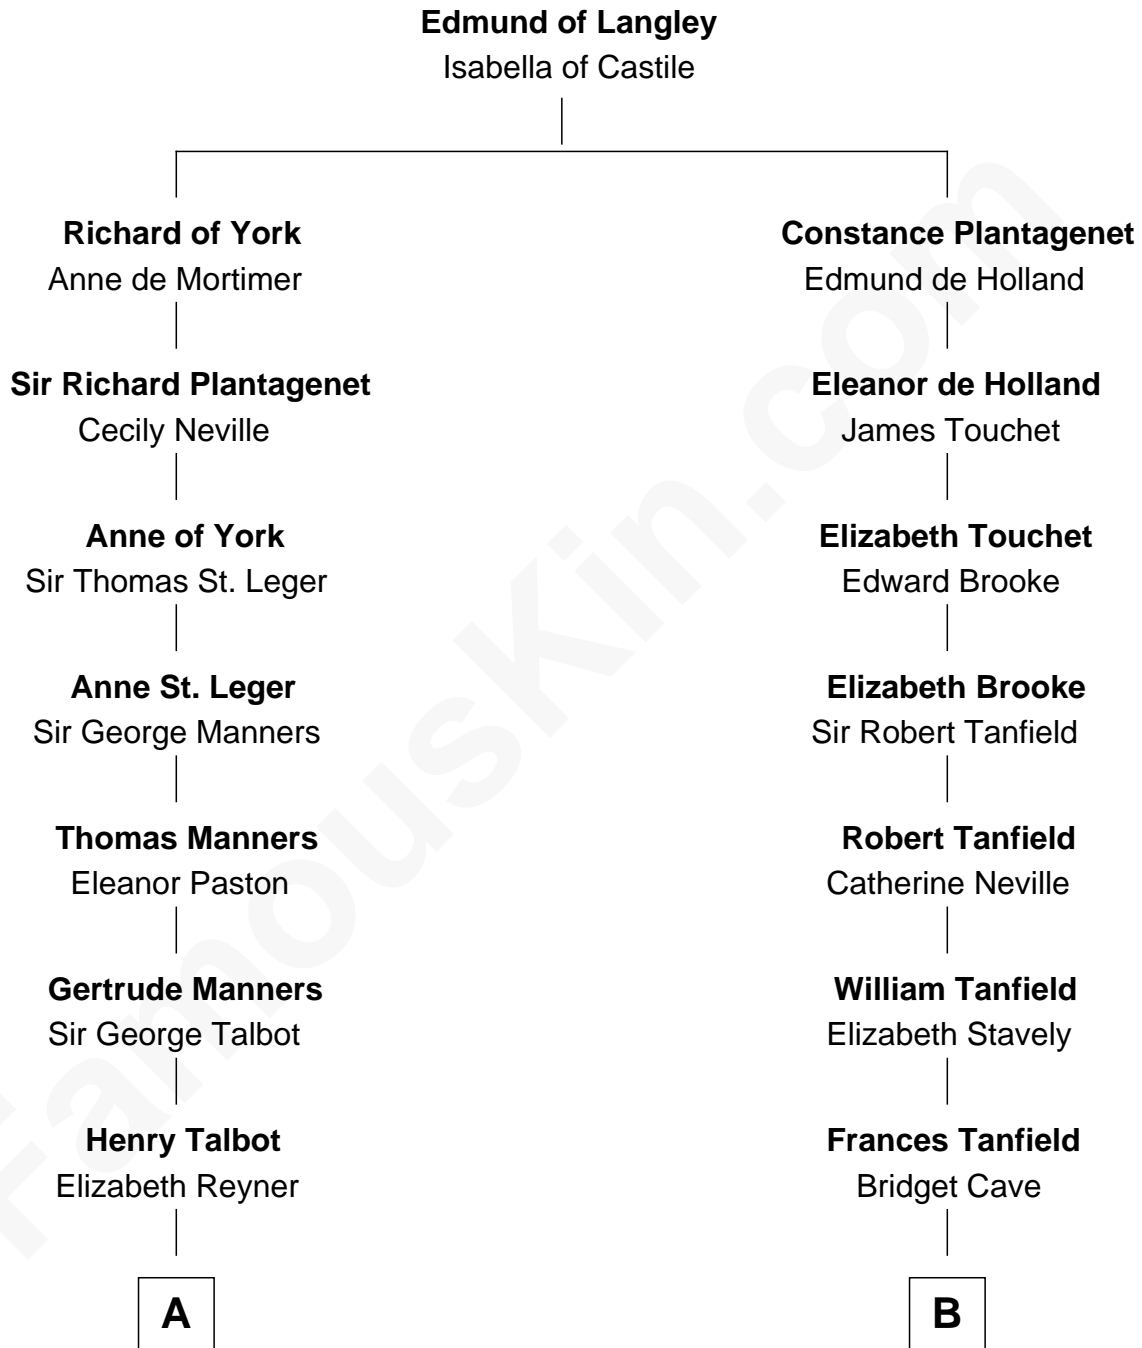 Edmund of Langley
Isabella of Castile
Richard of York
Anne de Mortimer
Sir Richard Plantagenet
Cecily Neville
Anne of York
Sir Thomas St. Leger
Anne St. Leger
Sir George Manners
Thomas Manners
Eleanor Paston
Gertrude Manners
Sir George Talbot
Henry Talbot
Elizabeth Reyner
A
Constance Plantagenet
Edmund de Holland
Eleanor de Holland
James Touchet
Elizabeth Touchet
Edward Brooke
Elizabeth Brooke
Sir Robert Tanfield
Robert Tanfield
Catherine Neville
William Tanfield
Elizabeth Stavely
Frances Tanfield
Bridget Cave
B
FamousKin.com